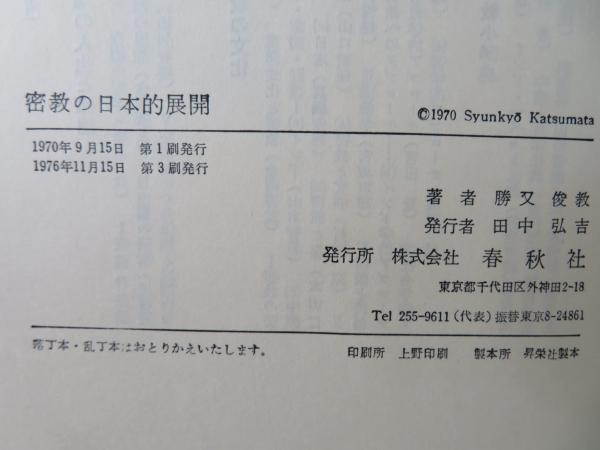 密教の日本的展開
©1970 Syunkyō Katsumata
1970年9月15日 第1刷発行
1976年11月15日 第3刷発行
著者 勝又俊教
発行者 田中弘吉
発行所 株式会社 春秋社
東京都千代田区外神田2-18
Tel 255-9611(代表)振替東京8-24861
落丁本・乱丁本はおとりかえいたします。
印刷所 上野印刷 製本所 昇栄社製本